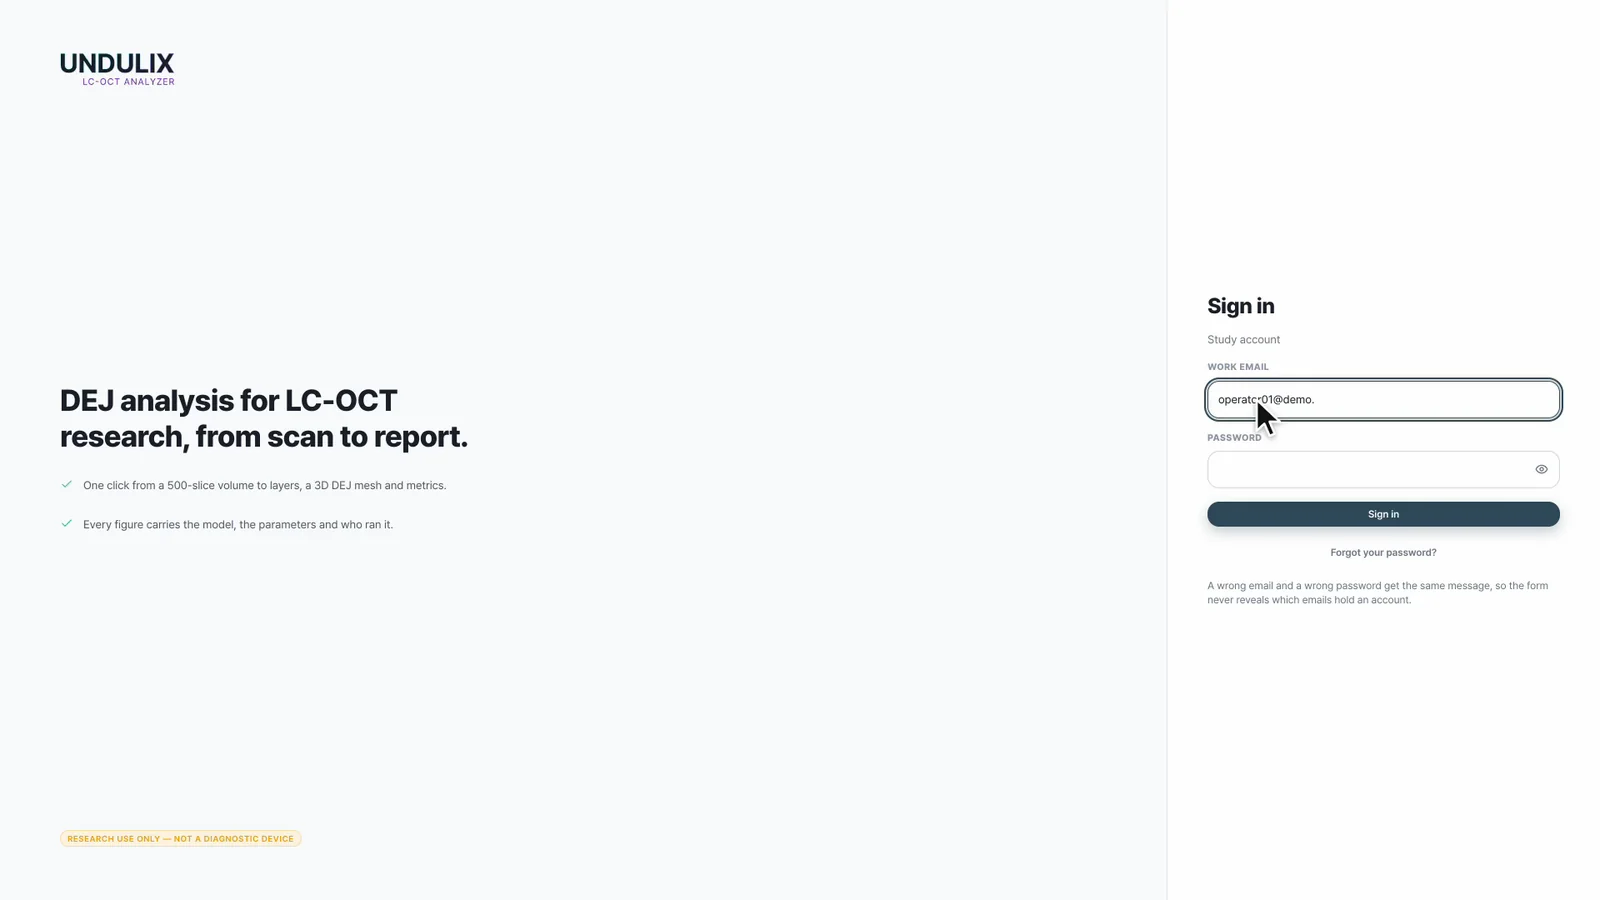 UNDULIX
LC-OCT ANALYZER
DEJ analysis for LC-OCT
research, from scan to report.
One click from a 500-slice volume to layers, a 3D DEJ mesh and metrics.
Every figure carries the model, the parameters and who ran it.
RESEARCH USE ONLY — NOT A DIAGNOSTIC DEVICE
Sign in
Study account
WORK EMAIL
operator01@demo.
PASSWORD
Sign in
Forgot your password?
A wrong email and a wrong password get the same message, so the form
never reveals which emails hold an account.